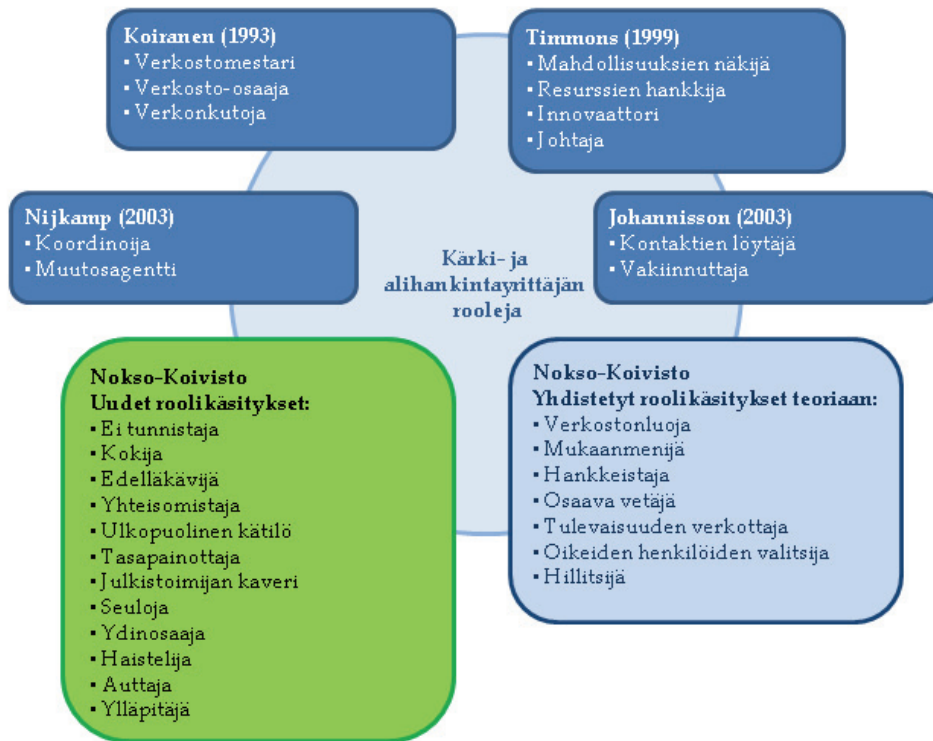 Koiranen (1993)
▪ Verkostomestari
▪ Verkosto-osaaja
▪ Verkonkutoja
Timmons (1999)
▪ Mahdollisuuksien näkijä
▪ Resurssien hankkija
▪ Innovaattori
▪ Johtaja
Nijkamp (2003)
▪ Koordinoija
▪ Muutosagentti
Johannisson (2003)
▪ Kontaktien löytäjä
▪ Vakiinnuttaja
Kärki- ja
alihankintayrittäjän
rooleja
Nokso-Koivisto
Uudet roolikäsitykset:
▪ Ei tunnistaja
▪ Kokija
▪ Edelläkävijä
▪ Yhteisomistaja
▪ Ulkopuolinen kätilö
▪ Tasapainottaja
▪ Julkistoimijan kaveri
▪ Seuloja
▪ Ydinosaaja
▪ Haistelija
▪ Auttaja
▪ Ylläpitäjä
Nokso-Koivisto
Yhdistetyt roolikäsitykset teoriaan:
▪ Verkostonluoja
▪ Mukaanmenijä
▪ Hankkeistaja
▪ Osaava vetäjä
▪ Tulevaisuuden verkottaja
▪ Oikeiden henkilöiden valitsija
▪ Hillitsijä